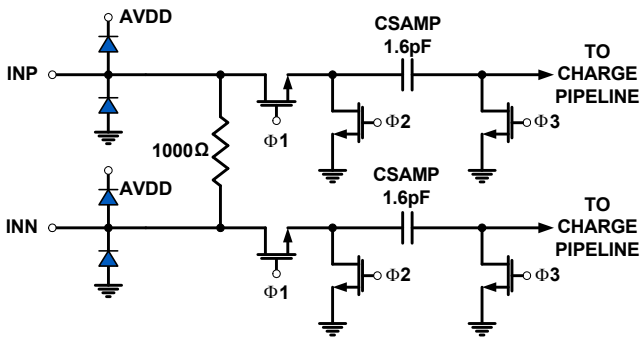 AVDD
CSAMP
1.6pF
INP
TO
CHARGE
PIPELINE
Φ1
Φ2
Φ3
1000Ω
AVDD
CSAMP
1.6pF
INN
TO
CHARGE
PIPELINE
Φ1
Φ2
Φ3